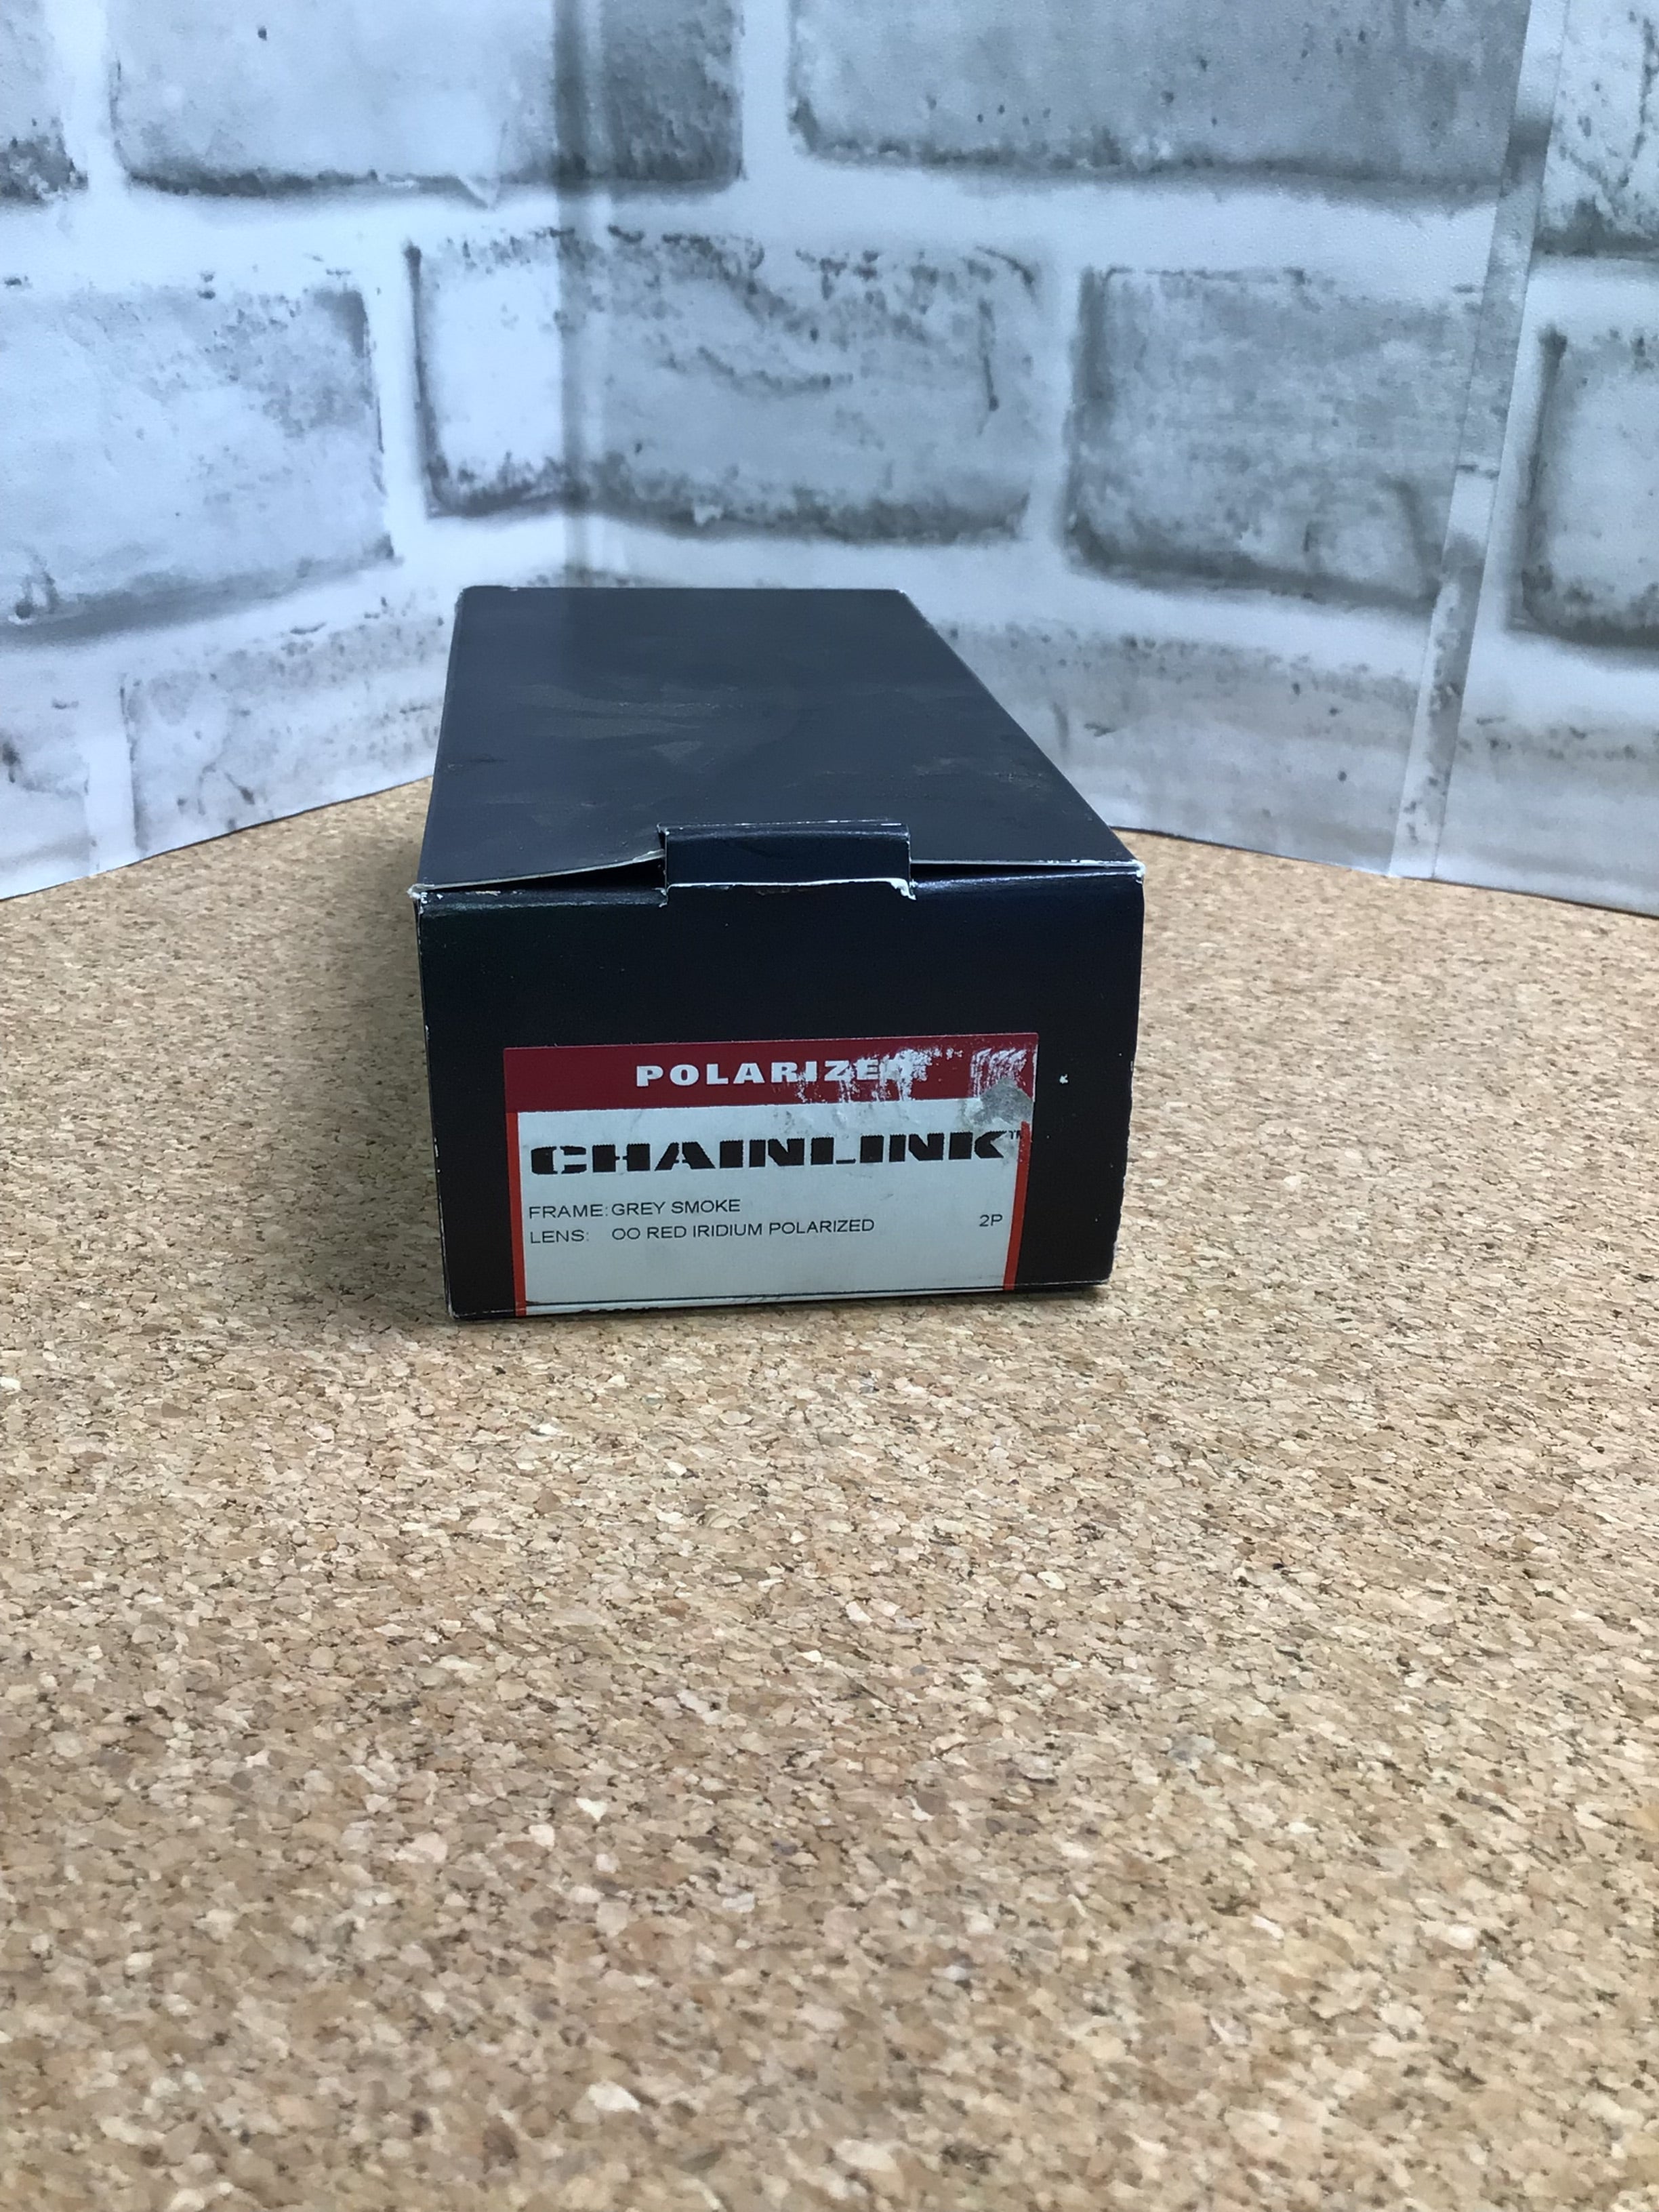 POLARIZED
CHAINLINK™
FRAME: GREY SMOKE
LENS: OO RED IRIDIUM POLARIZED 2P